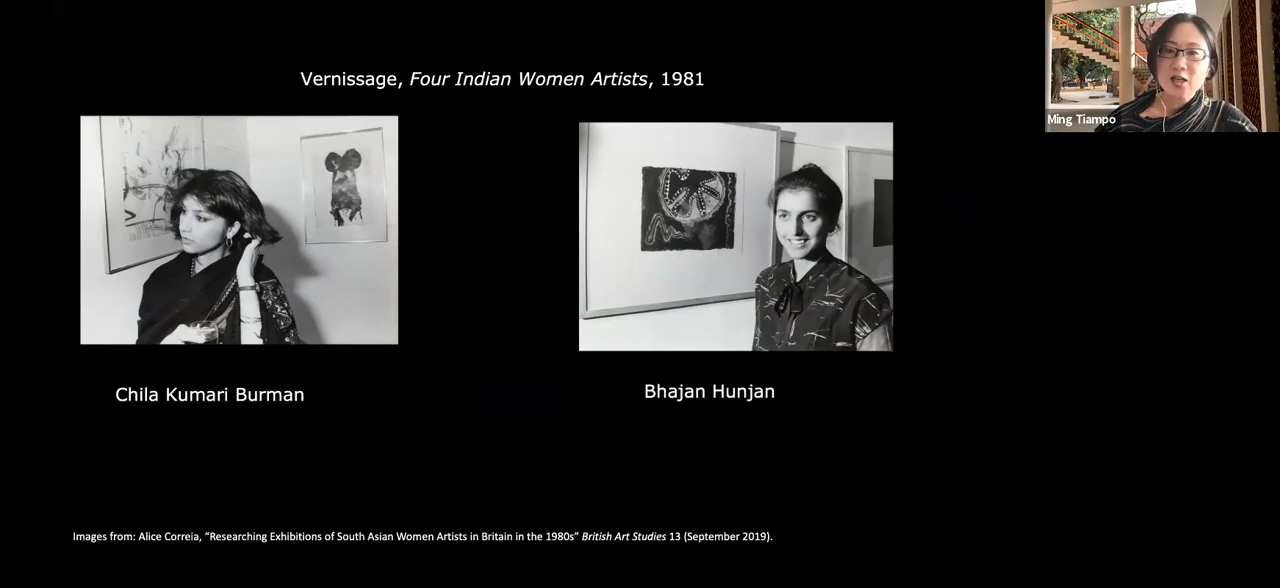 Vernissage, Four Indian Women Artists, 1981
Ming Tiampo
Chila Kumari Burman
Bhajan Hunjan
Images from: Alice Correia, “Researching Exhibitions of South Asian Women Artists in Britain in the 1980s” British Art Studies 13 (September 2019).